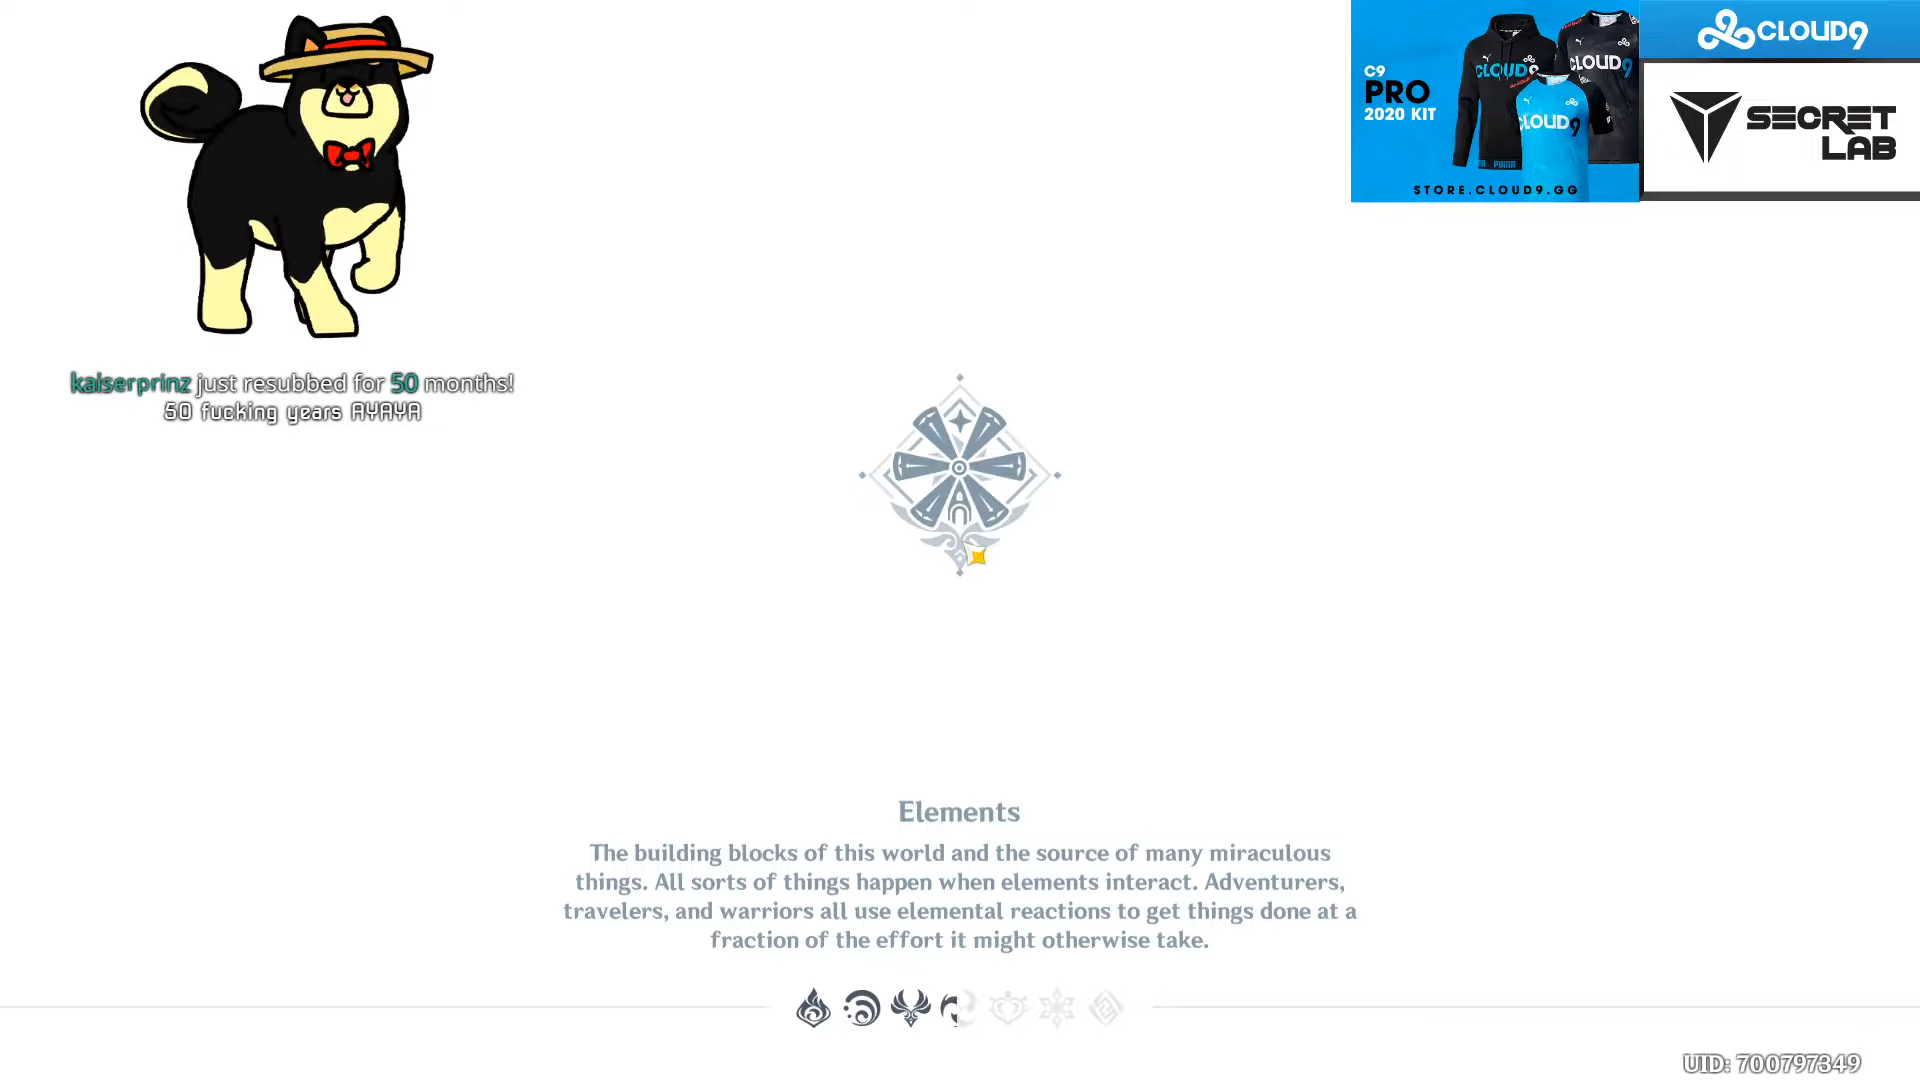 kaiserprinz just resubbed for 50 months!
50 fucking years AYAYA
C9
PRO
2020 KIT
CLOUD9
CLOUD9
CLOUD9
STORE.CLOUD9.GG
CLOUD9
SECRET
LAB
Elements
The building blocks of this world and the source of many miraculous
things. All sorts of things happen when elements interact. Adventurers,
travelers, and warriors all use elemental reactions to get things done at a
fraction of the effort it might otherwise take.
UID: 700797349